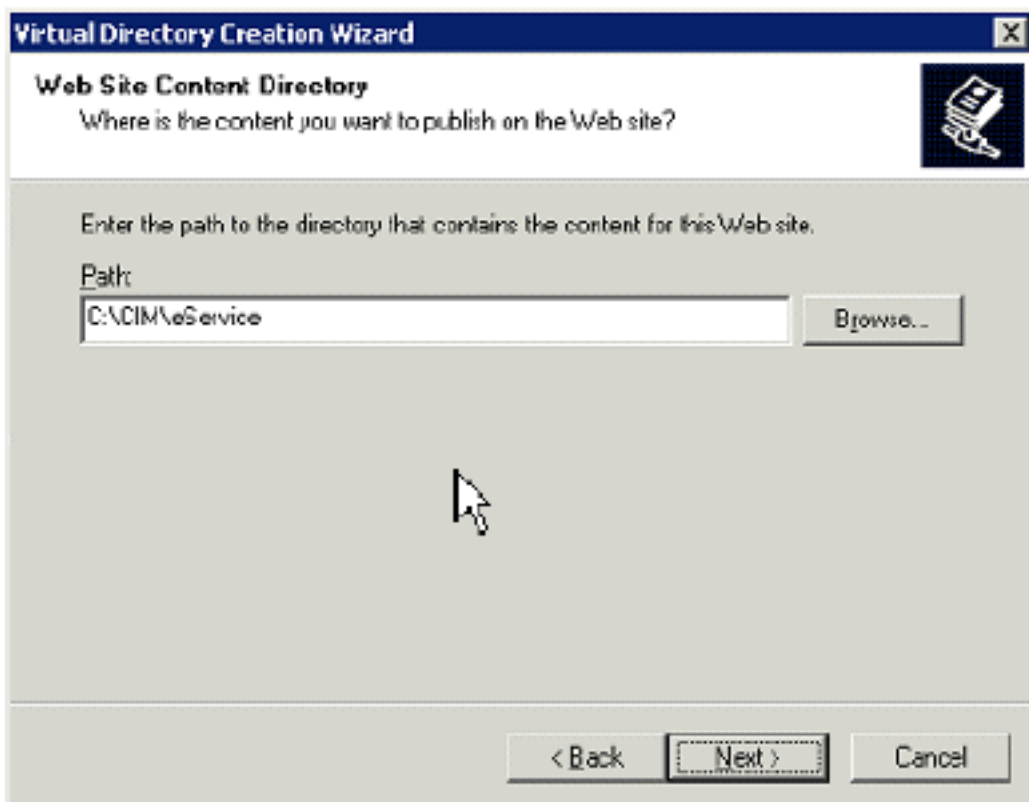 Virtual Directory Creation Wizard
Web Site Content Directory
Where is the content you want to publish on the Web site?
Enter the path to the directory that contains the content for this Web site.
Path:
C:\CIM\eService
Browse...
< Back
Next >
Cancel